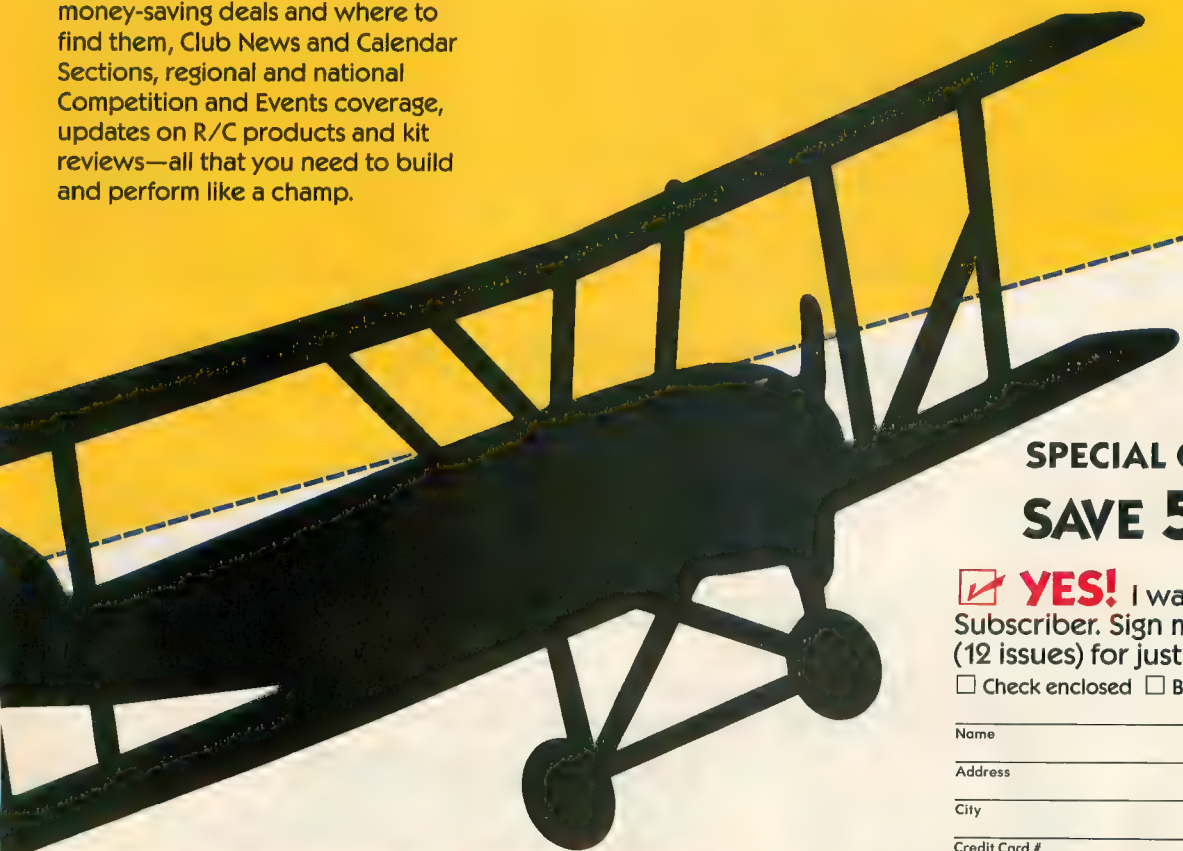 money-saving deals and where to
find them, Club News and Calendar
Sections, regional and national
Competition and Events coverage,
updates on R/C products and kit
reviews—all that you need to build
and perform like a champ.
SPECIAL
SAVE 5
YES! I wa
Subscriber. Sign m
(12 issues) for just
☐ Check enclosed ☐ B
Name
Address
City
Credit Card #